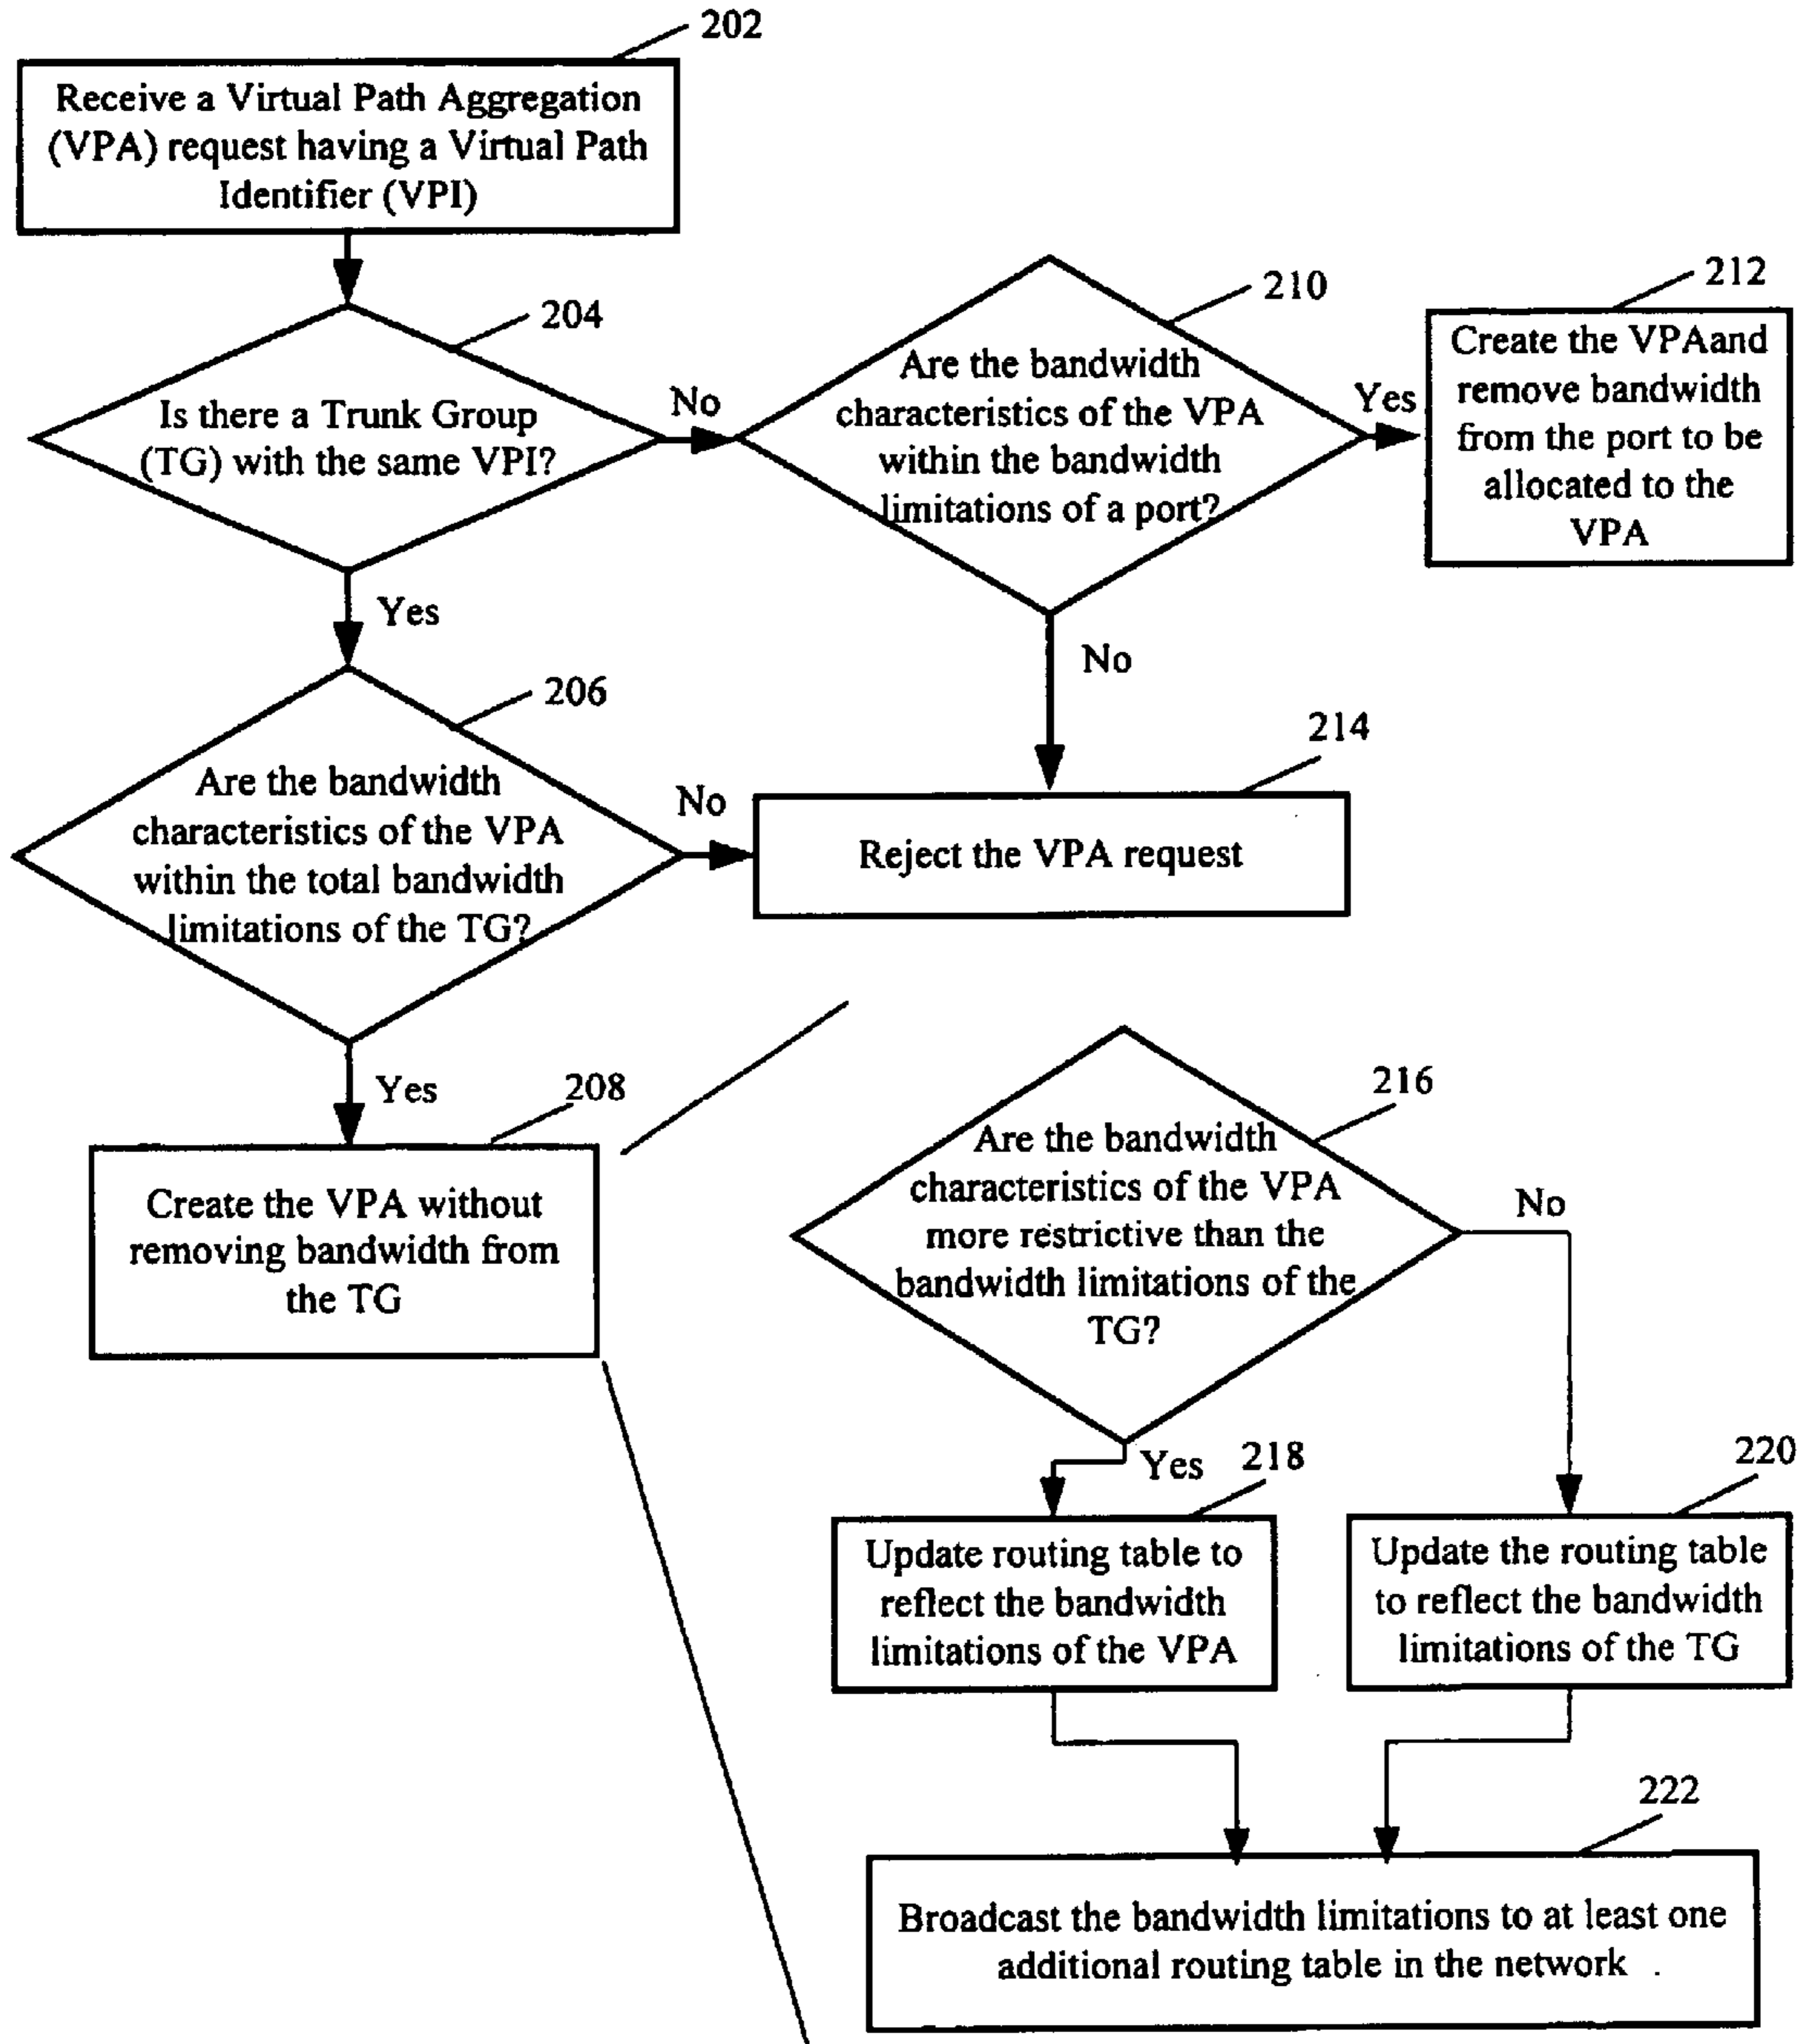 202
Receive a Virtual Path Aggregation
(VPA) request having a Virtual Path
Identifier (VPI)
204
Is there a Trunk Group
(TG) with the same VPI?
No
Yes
210
Are the bandwidth
characteristics of the VPA
within the bandwidth
limitations of a port?
Yes
No
212
Create the VPAand
remove bandwidth
from the port to be
allocated to the
VPA
206
Are the bandwidth
characteristics of the VPA
within the total bandwidth
limitations of the TG?
No
Yes
214
Reject the VPA request
208
Create the VPA without
removing bandwidth from
the TG
216
Are the bandwidth
characteristics of the VPA
more restrictive than the
bandwidth limitations of the
TG?
No
Yes
218
Update routing table to
reflect the bandwidth
limitations of the VPA
220
Update the routing table
to reflect the bandwidth
limitations of the TG
222
Broadcast the bandwidth limitations to at least one
additional routing table in the network .